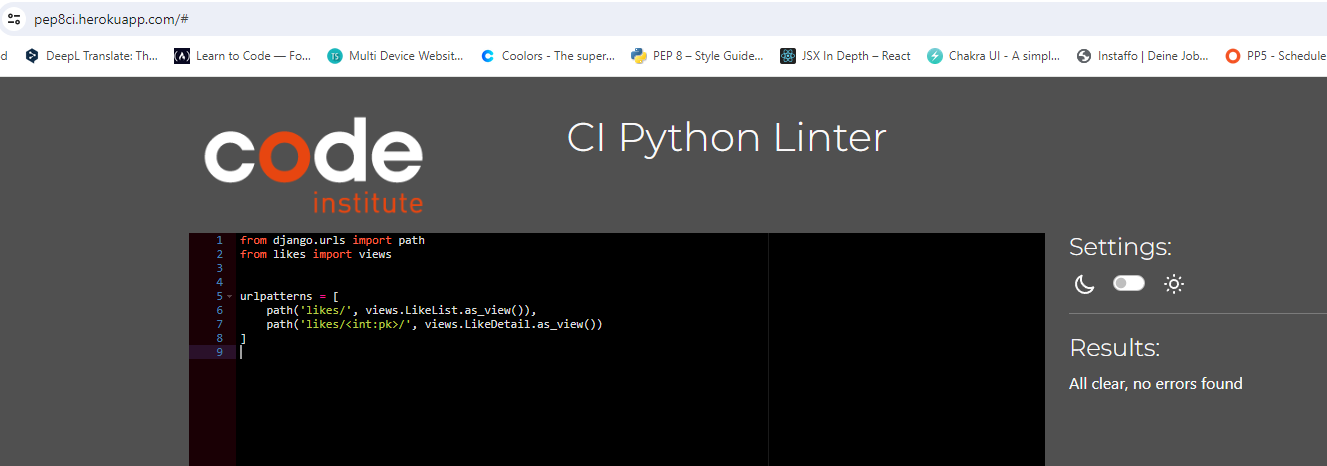 pep8ci.herokuapp.com/#
d DeepL Translate: Th... (A) Learn to Code — Fo... TS Multi Device Websit... C Coolors - The super... PEP 8 – Style Guide... JSX In Depth – React Chakra UI - A simpl... S Instaffo | Deine Job... PP5 - Schedule
code
institute
CI Python Linter
1 from django.urls import path
2 from likes import views
3
4
5 urlpatterns = [
6 path('likes/', views.LikeList.as_view()),
7 path('likes/<int:pk>/', views.LikeDetail.as_view())
8 ]
9
Settings:
Results:
All clear, no errors found